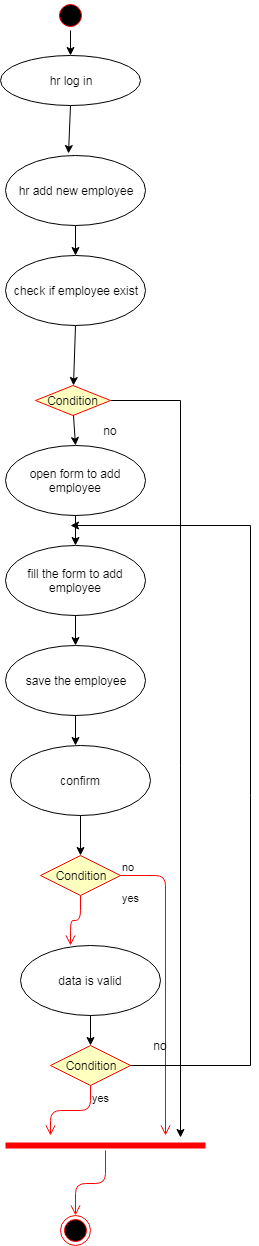 hr log in
hr add new employee
check if employee exist
Condition
no
open form to add
employee
fill the form to add
employee
save the employee
confirm
no
Condition
yes
data is valid
no
Condition
yes